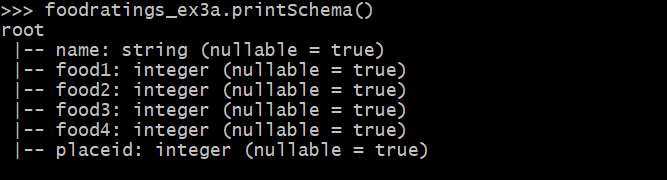 >>> foodratings_ex3a.printSchema()
root
 |-- name: string (nullable = true)
 |-- food1: integer (nullable = true)
 |-- food2: integer (nullable = true)
 |-- food3: integer (nullable = true)
 |-- food4: integer (nullable = true)
 |-- placeid: integer (nullable = true)